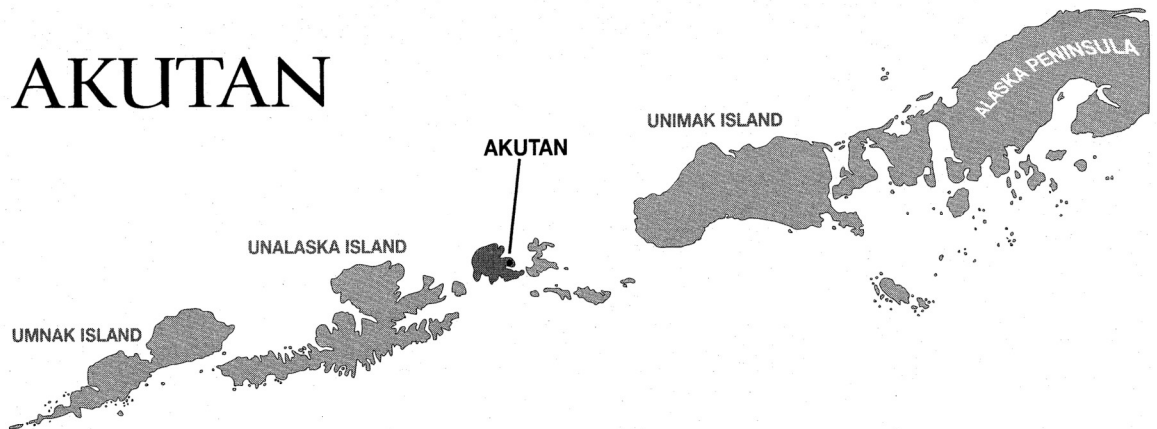 AKUTAN
ALASKA PENINSULA
UNIMAK ISLAND
AKUTAN
UNALASKA ISLAND
UMNAK ISLAND